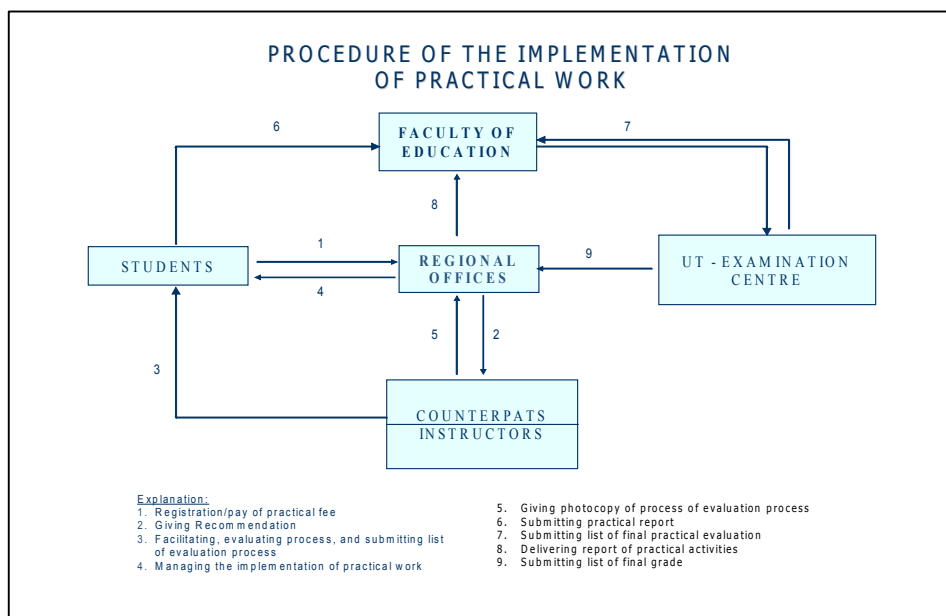 PROCEDURE OF THE IMPLEMENTATION
OF PRACTICAL WORK
6
FACULTY OF
EDUCATION
7
8
STUDENTS
1
4
REGIONAL
OFFICES
9
UT - EXAMINATION
CENTRE
5
2
3
COUNTERPATS
INSTRUCTORS
Explanation:
1. Registration/pay of practical fee
2. Giving Recommendation
3. Facilitating, evaluating process, and submitting list
of evaluation process
4. Managing the implementation of practical work
5. Giving photocopy of process of evaluation process
6. Submitting practical report
7. Submitting list of final practical evaluation
8. Delivering report of practical activities
9. Submitting list of final grade